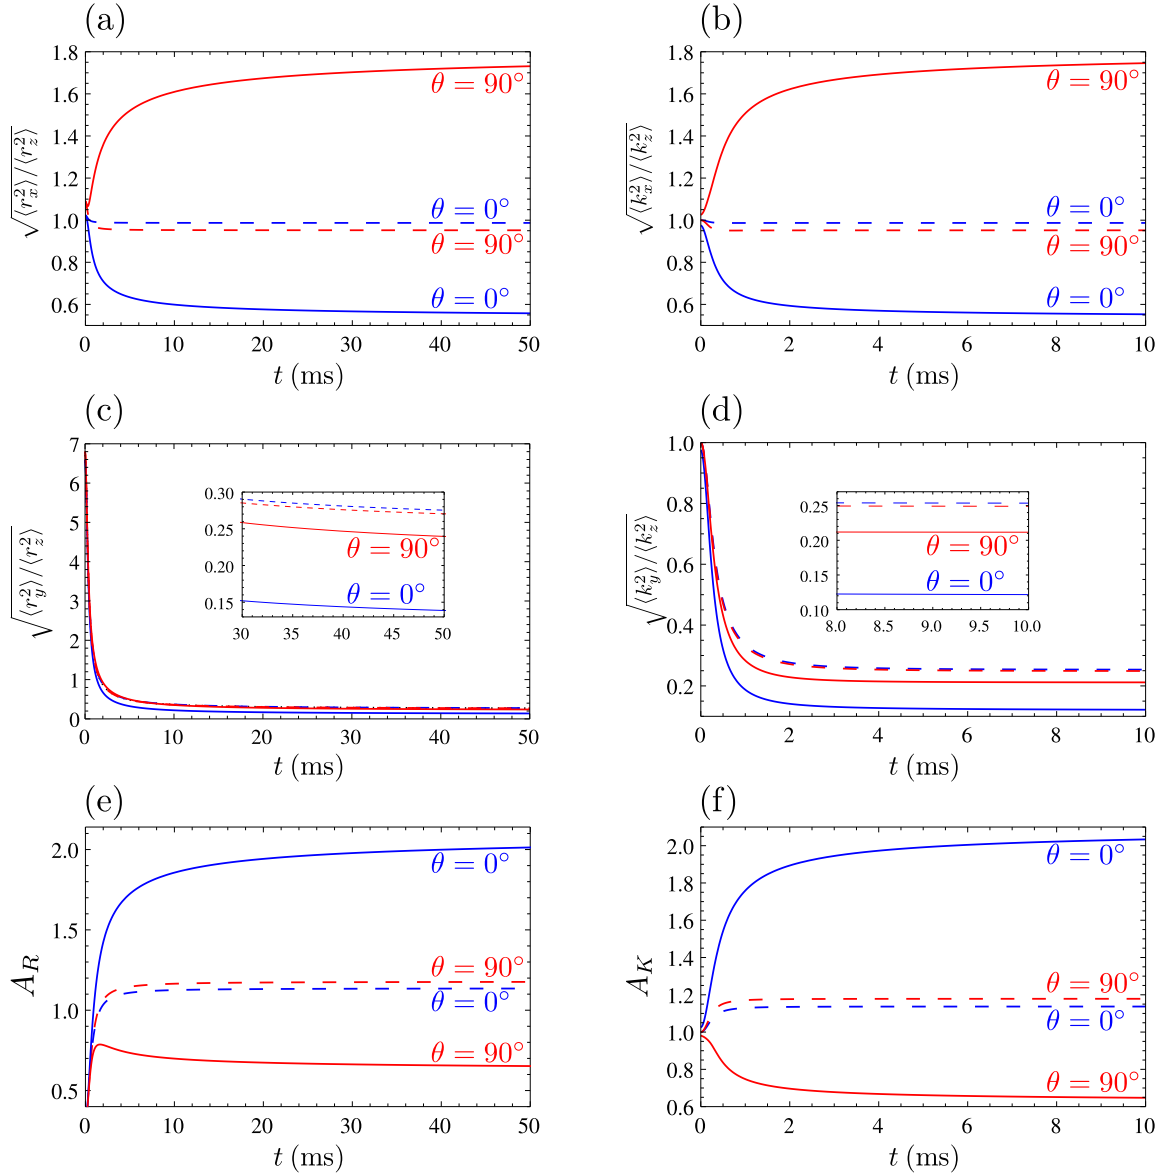 (a)
1.8
1.6
1.4
1.2
1.0
0.8
0.6
√⟨r_x^2⟩/⟨r_z^2⟩
θ = 90°
θ = 0°
θ = 90°
θ = 0°
0 10 20 30 40 50
t (ms)
(b)
1.8
1.6
1.4
1.2
1.0
0.8
0.6
√⟨k_x^2⟩/⟨k_z^2⟩
θ = 90°
θ = 0°
θ = 90°
θ = 0°
0 2 4 6 8 10
t (ms)
(c)
7
6
5
4
3
2
1
0
√⟨r_y^2⟩/⟨r_z^2⟩
0.30
0.25
0.20
0.15
θ = 90°
θ = 0°
30 35 40 45 50
0 10 20 30 40 50
t (ms)
(d)
1.0
0.8
0.6
0.4
0.2
√⟨k_y^2⟩/⟨k_z^2⟩
0.25
0.20
0.15
0.10
θ = 90°
θ = 0°
8.0 8.5 9.0 9.5 10.0
0 2 4 6 8 10
t (ms)
(e)
2.0
1.5
1.0
0.5
A_R
θ = 0°
θ = 90°
θ = 0°
θ = 90°
0 10 20 30 40 50
t (ms)
(f)
2.0
1.8
1.6
1.4
1.2
1.0
0.8
0.6
A_K
θ = 0°
θ = 90°
θ = 0°
θ = 90°
0 2 4 6 8 10
t (ms)